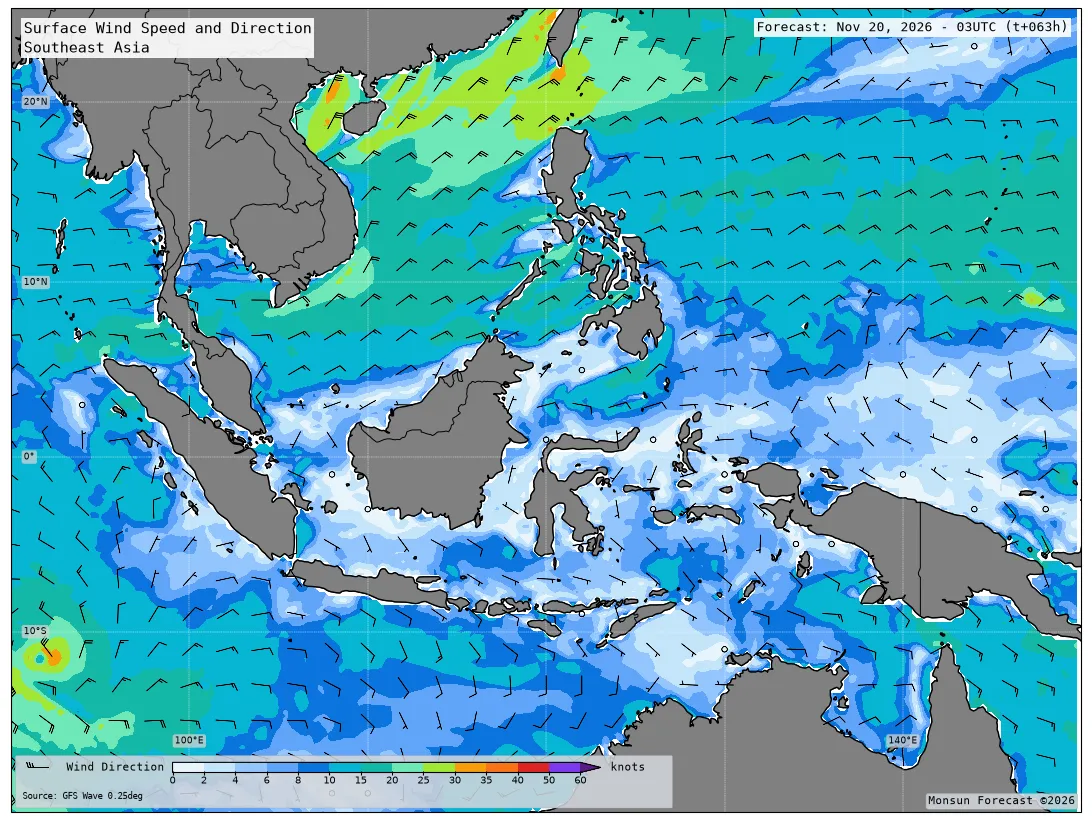 Surface Wind Speed and Direction
Southeast Asia
Forecast: Nov 20, 2026 - 03UTC (t+063h)
20°N
10°N
0°
10°S
100°E
140°E
Wind Direction
0 2 4 6 8 10 15 20 25 30 35 40 50 60 knots
Source: GFS Wave 0.25deg
Monsun Forecast ©2026